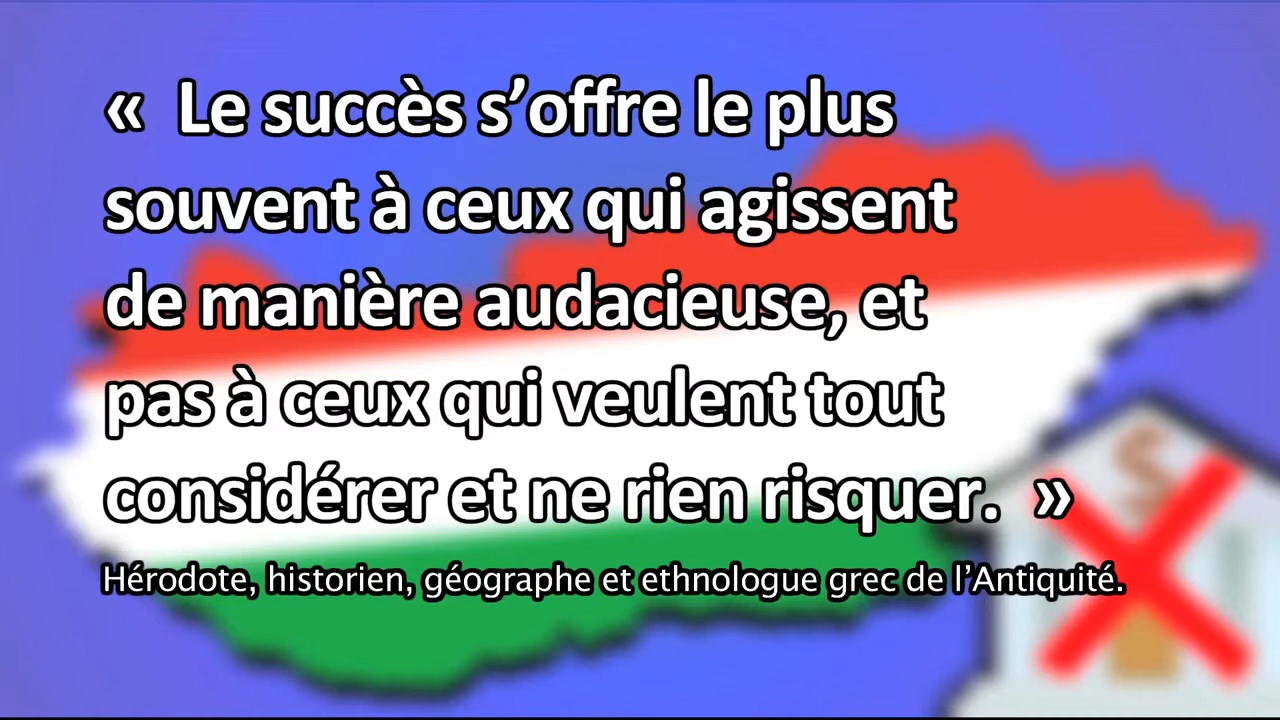 «  Le succès s’offre le plus
souvent à ceux qui agissent
de manière audacieuse, et
pas à ceux qui veulent tout
considérer et ne rien risquer.  »
Hérodote, historien, géographe et ethnologue grec de l’Antiquité.
$